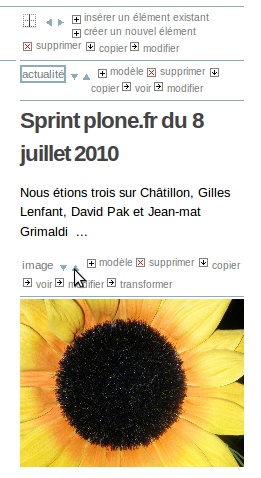 insérer un élément existant
créer un nouvel élément
supprimer copier modifier
actualité modèle supprimer
copier voir modifier
Sprint plone.fr du 8
juillet 2010
Nous étions trois sur Châtillon, Gilles
Lenfant, David Pak et Jean-mat
Grimaldi ...
image modèle supprimer copier
voir modifier transformer